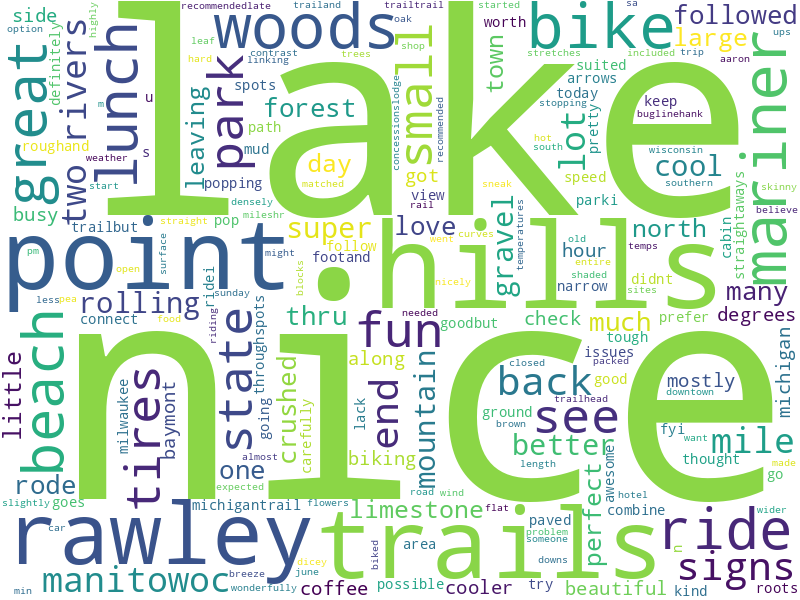 lake
nice
point
hills
rawley
trails
woods
bike
great
lunch
park
small
mariner
followed
large
side
two rivers
leaving
forest
spots
path
mud
popping
town
lot
suited
arrows
today
pretty
cool
keep
worth
busy
roughhand
definitely
day
got
view
love
super
gravel
north
hour
narrow
speed
many
degrees
rolling
trailbut
connect
beach
state
thru
fun
footand
follow
goodbut
check
much
didnt
prefer
cabin
straightaways
michigan
little
tires
milwaukee
baymont
one
going
throughspots
crushed
carefully
along
biking
lack
end
mountain
back
see
better
issues
good
tough
mostly
mile
thought
fyi
rode
goes
michigantrail
limestone
ground
perfect
awesome
paved
area
combine
ride
signs
manitowoc
coffee
possible
cooler
try
beautiful
kind
roots
recommendedlate
trailand
trailtrail
oak
started
stretches
included
trip
ups
aaron
sa
option
highly
leaf
contrast
linking
hard
trees
shop
concessionslodge
recommended
stopping
buglinehank
hot
south
wisconsin
southern
skinny
believe
m
u
s
weather
start
matched
rail
sneak
densely
mileshr
straight
pop
pm
open
surface
less
pea
food
ridei
sunday
riding
might
blocks
went
curves
temperatures
old
temps
shaded
entire
nicely
sites
parki
needed
closed
packed
trailhead
downtown
brown
want
go
made
length
hotel
almost
expected
flowers
slightly
car
min
breeze
june
wonderfully
dicey
biked
road
wind
flat
problem
someone
downs
n
wider